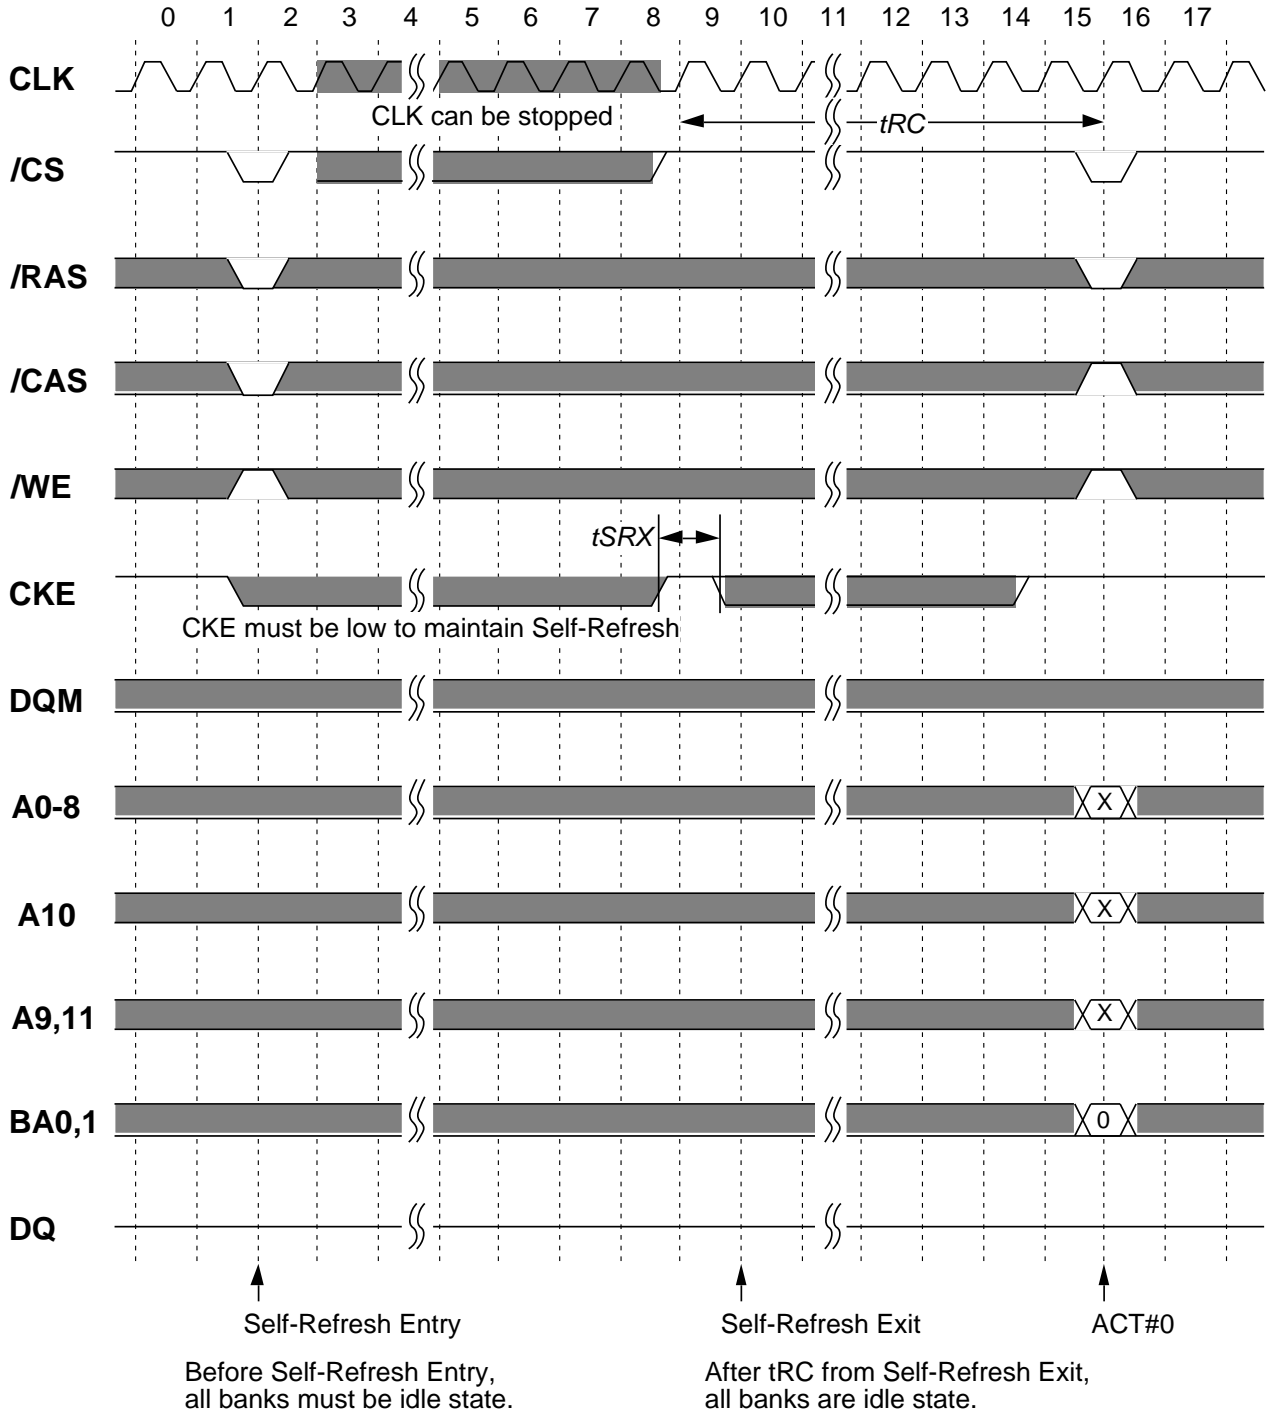 0 1 2 3 4 5 6 7 8 9 10 11 12 13 14 15 16 17
CLK
CLK can be stopped
tRC
/CS
/RAS
/CAS
/WE
tSRX
CKE
CKE must be low to maintain Self-Refresh
DQM
A0-8
X
A10
X
A9,11
X
BA0,1
0
DQ
Self-Refresh Entry
Self-Refresh Exit
ACT#0
Before Self-Refresh Entry,
all banks must be idle state.
After tRC from Self-Refresh Exit,
all banks are idle state.